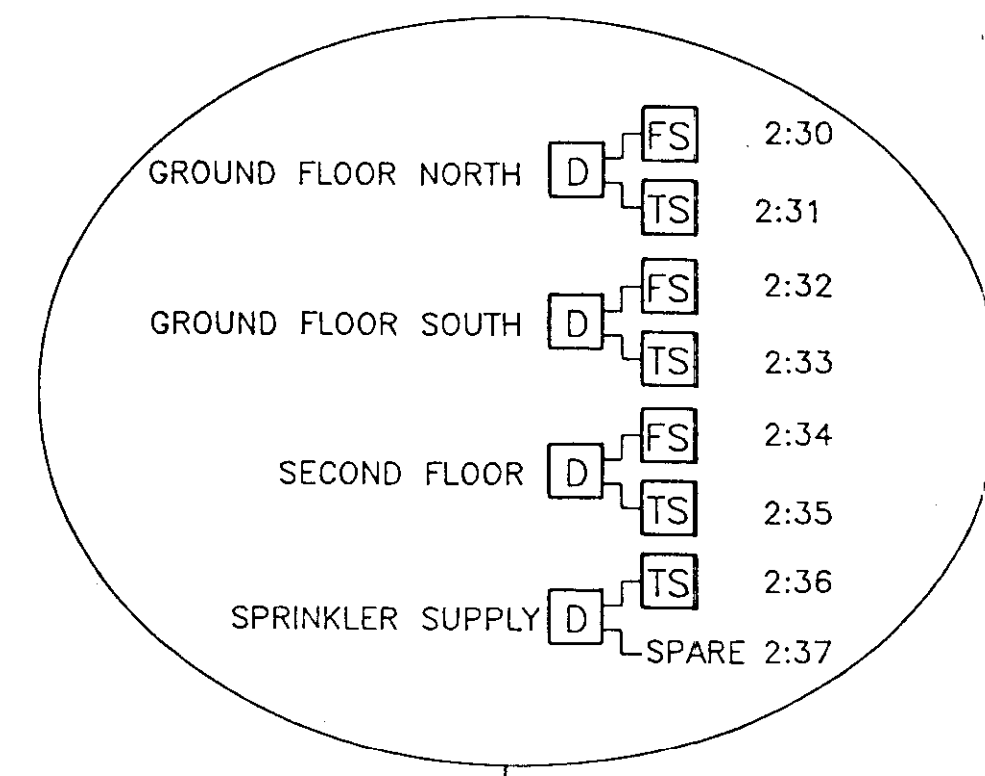 FS 2:30
GROUND FLOOR NORTH D
TS 2:31
FS 2:32
GROUND FLOOR SOUTH D
TS 2:33
FS 2:34
SECOND FLOOR D
TS 2:35
TS 2:36
SPRINKLER SUPPLY D
SPARE 2:37